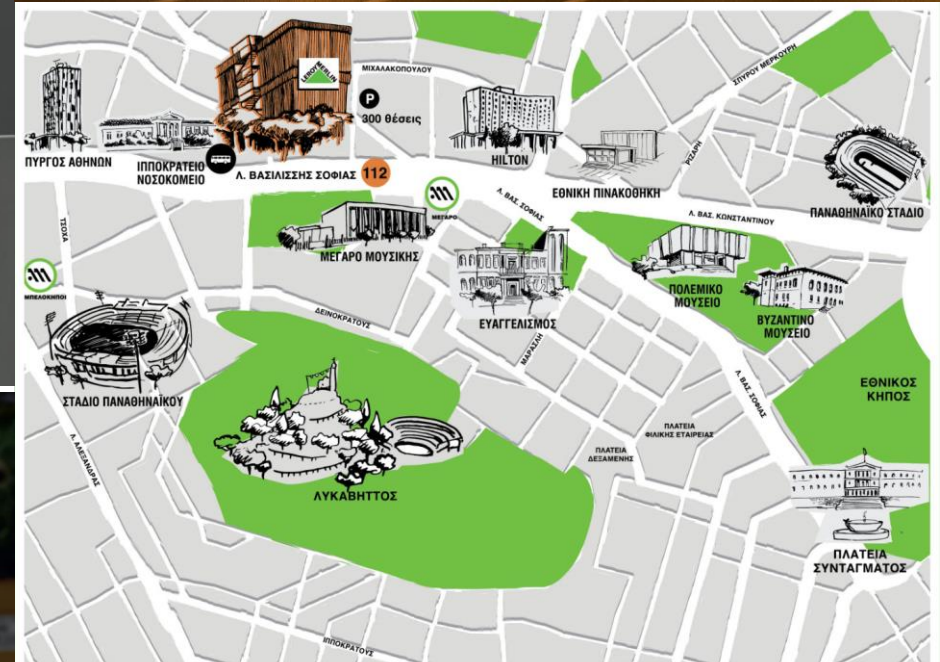 LEROY MERLIN
ΜΙΧΑΛΑΚΟΠΟΥΛΟΥ
ΣΠΥΡΟΥ ΜΕΡΚΟΥΡΗ
P
300 θέσεις
ΠΥΡΓΟΣ ΑΘΗΝΩΝ
ΙΠΠΟΚΡΑΤΕΙΟ
ΝΟΣΟΚΟΜΕΙΟ
Λ. ΒΑΣΙΛΙΣΣΗΣ ΣΟΦΙΑΣ 112
HILTON
ΡΙΖΑΡΗ
ΕΘΝΙΚΗ ΠΙΝΑΚΟΘΗΚΗ
ΜΕΓΑΡΟ
Λ. ΒΑΣ. ΣΟΦΙΑΣ
Λ. ΒΑΣ. ΚΩΝΣΤΑΝΤΙΝΟΥ
ΠΑΝΑΘΗΝΑΪΚΟ ΣΤΑΔΙΟ
ΤΣΟΧΑ
ΜΕΓΑΡΟ ΜΟΥΣΙΚΗΣ
ΜΠΕΛΟΚΗΠΟΙ
ΠΟΛΕΜΙΚΟ
ΜΟΥΣΕΙΟ
ΒΥΖΑΝΤΙΝΟ
ΜΟΥΣΕΙΟ
ΔΕΙΝΟΚΡΑΤΟΥΣ
ΕΥΑΓΓΕΛΙΣΜΟΣ
ΜΑΡΑΣΛΗ
Λ. ΒΑΣ. ΣΟΦΙΑΣ
ΕΘΝΙΚΟΣ
ΚΗΠΟΣ
ΣΤΑΔΙΟ ΠΑΝΑΘΗΝΑΪΚΟΥ
Λ. ΑΛΕΞΑΝΔΡΑΣ
ΠΛΑΤΕΙΑ
ΦΙΛΙΚΗΣ ΕΤΑΙΡΕΙΑΣ
ΠΛΑΤΕΙΑ
ΔΕΞΑΜΕΝΗΣ
ΛΥΚΑΒΗΤΤΟΣ
ΠΛΑΤΕΙΑ
ΣΥΝΤΑΓΜΑΤΟΣ
ΙΠΠΟΚΡΑΤΟΥΣ